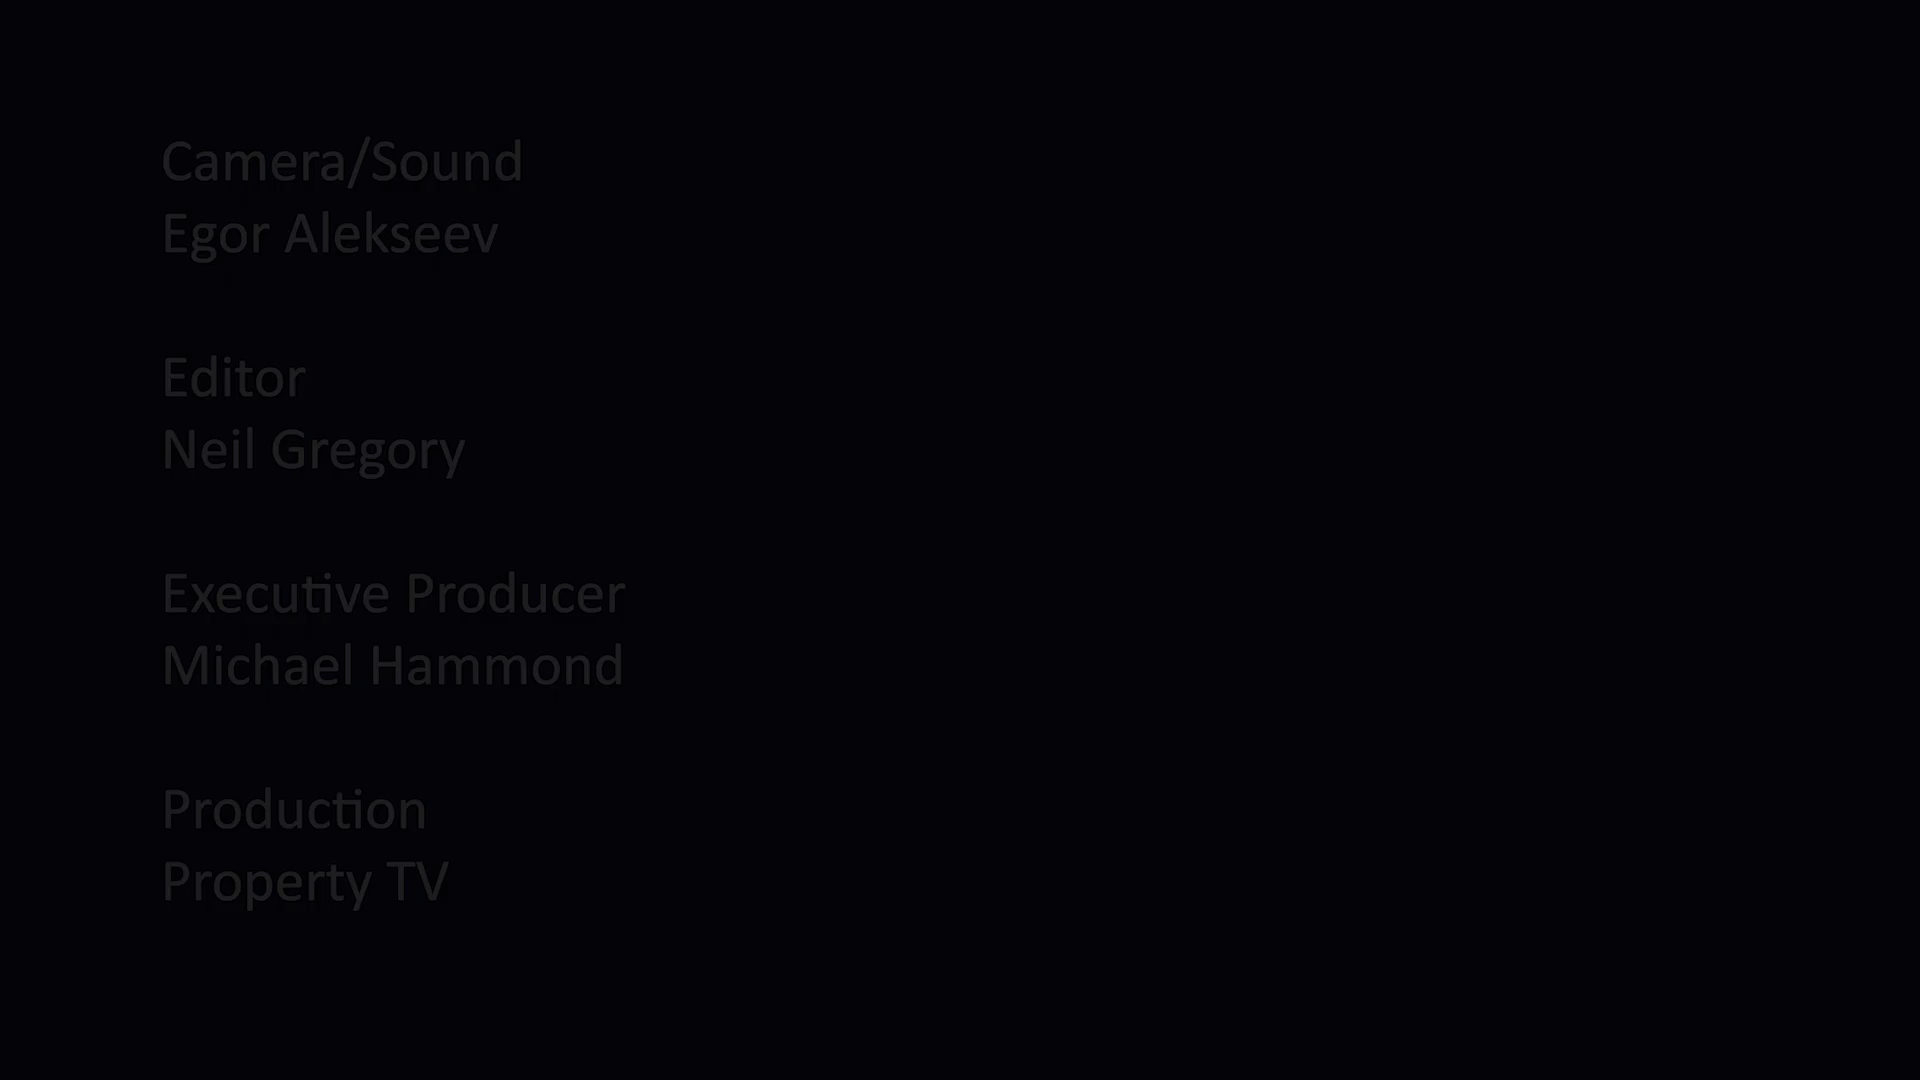 Camera/Sound
Egor Alekseev
Editor
Neil Gregory
Executive Producer
Michael Hammond
Production
Property TV